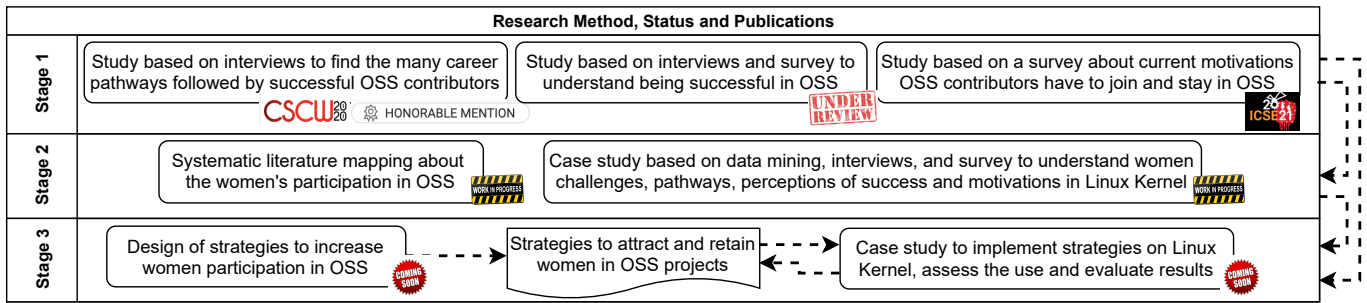 Research Method, Status and Publications
Stage 1
Study based on interviews to find the many career
pathways followed by successful OSS contributors
CSCW 20
20
HONORABLE MENTION
Study based on interviews and survey to
understand being successful in OSS
UNDER
REVIEW
Study based on a survey about current motivations
OSS contributors have to join and stay in OSS
20
ICSE 21
Stage 2
Systematic literature mapping about
the women's participation in OSS
WORK IN PROGRESS
Case study based on data mining, interviews, and survey to understand women
challenges, pathways, perceptions of success and motivations in Linux Kernel
WORK IN PROGRESS
Stage 3
Design of strategies to increase
women participation in OSS
COMING
SOON
Strategies to attract and retain
women in OSS projects
Case study to implement strategies on Linux
Kernel, assess the use and evaluate results
COMING
SOON